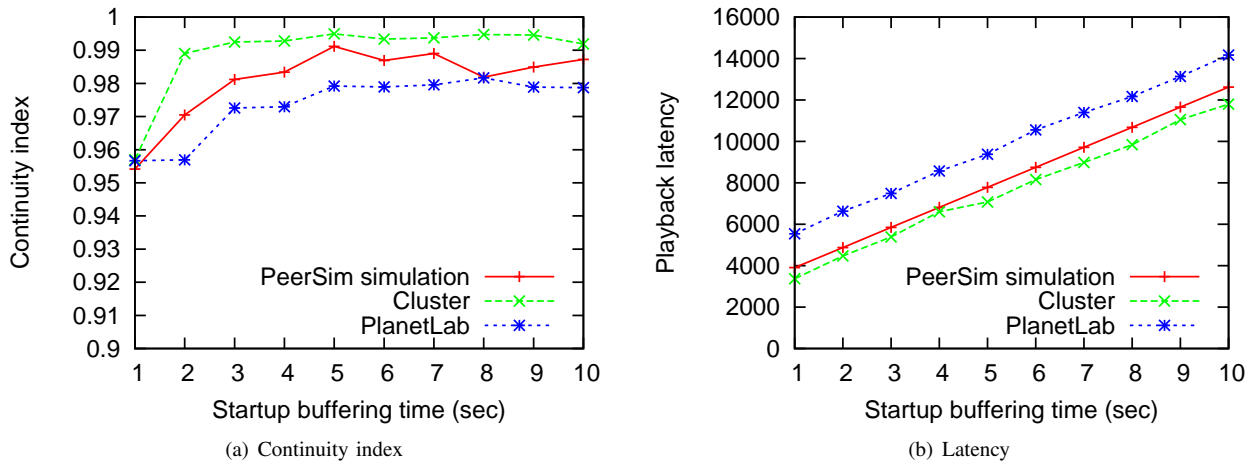 Continuity index
1
0.99
0.98
0.97
0.96
0.95
0.94
0.93
0.92
0.91
0.9
PeerSim simulation
Cluster
PlanetLab
1 2 3 4 5 6 7 8 9 10
Startup buffering time (sec)
(a) Continuity index
Playback latency
16000
14000
12000
10000
8000
6000
4000
2000
0
PeerSim simulation
Cluster
PlanetLab
1 2 3 4 5 6 7 8 9 10
Startup buffering time (sec)
(b) Latency